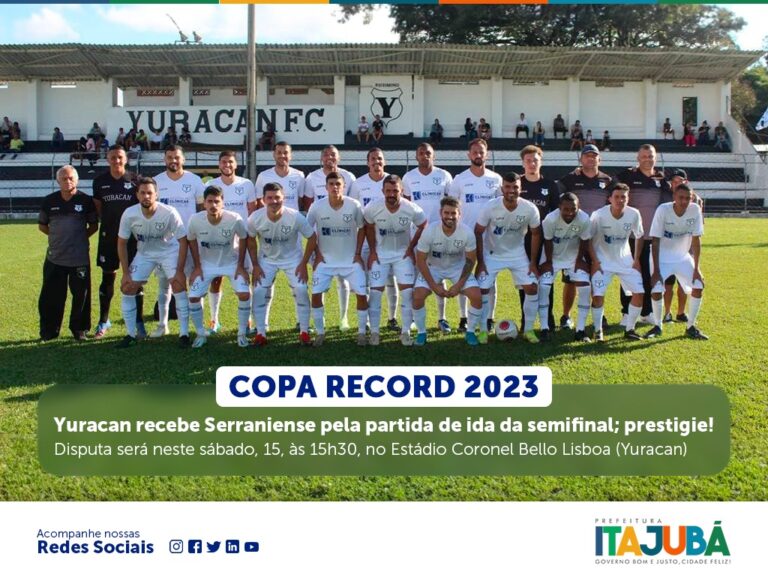 YURACAN F.C.
Y
YURACAN
COPA RECORD 2023
Yuracan recebe Serraniense pela partida de ida da semifinal; prestigie!
Disputa será neste sábado, 15, às 15h30, no Estádio Coronel Bello Lisboa (Yuracan)
Acompanhe nossas
Redes Sociais
PREFEITURA
ITAJUBÁ
GOVERNO BOM E JUSTO, CIDADE FELIZ!